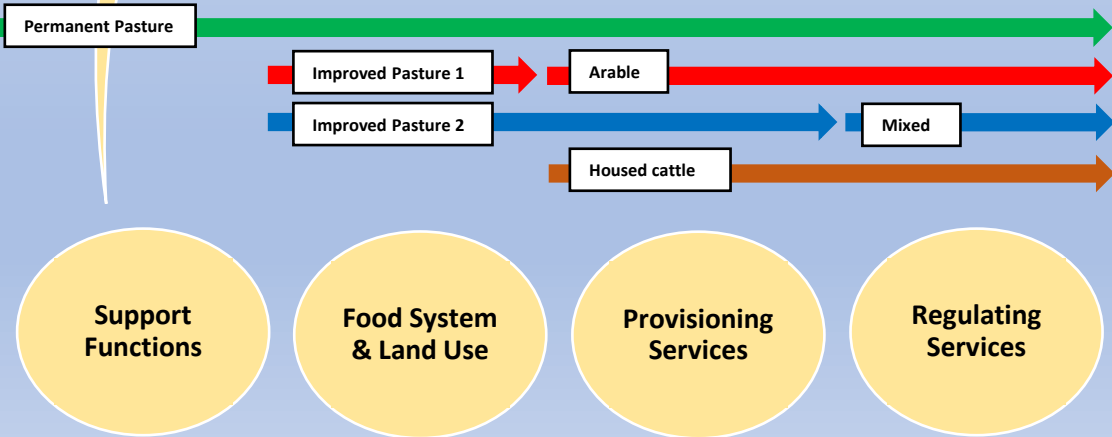 Permanent Pasture
Improved Pasture 1
Arable
Improved Pasture 2
Mixed
Housed cattle
Support
Functions
Food System
& Land Use
Provisioning
Services
Regulating
Services